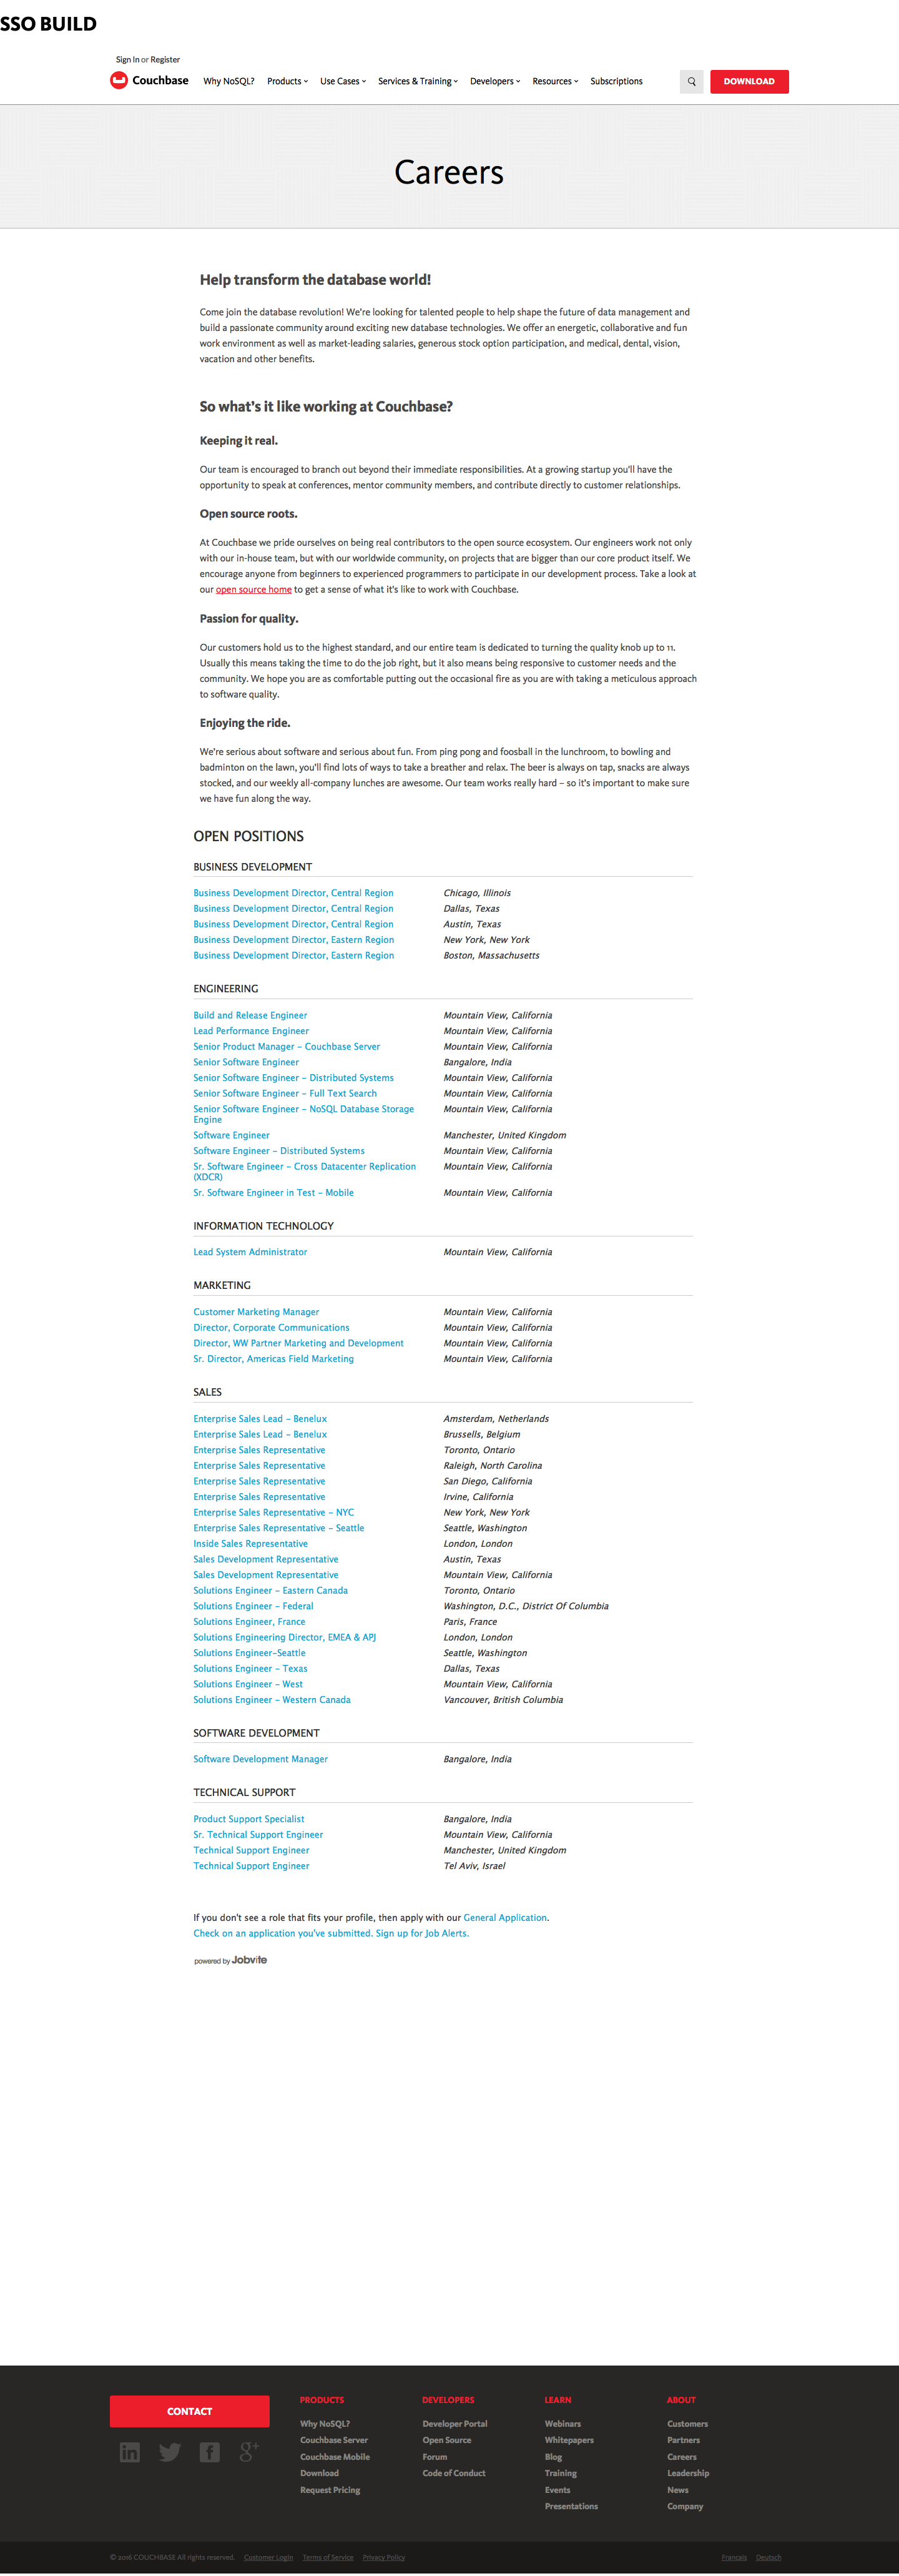 SSO BUILD
Sign In or Register
Couchbase
Why NoSQL?
Products
Use Cases
Services & Training
Developers
Resources
Subscriptions
DOWNLOAD
Careers
Help transform the database world!
Come join the database revolution! We're looking for talented people to help shape the future of data management and
build a passionate community around exciting new database technologies. We offer an energetic, collaborative and fun
work environment as well as market-leading salaries, generous stock option participation, and medical, dental, vision,
vacation and other benefits.
So what's it like working at Couchbase?
Keeping it real.
Our team is encouraged to branch out beyond their immediate responsibilities. At a growing startup you'll have the
opportunity to speak at conferences, mentor community members, and contribute directly to customer relationships.
Open source roots.
At Couchbase we pride ourselves on being real contributors to the open source ecosystem. Our engineers work not only
with our in-house team, but with our worldwide community, on projects that are bigger than our core product itself. We
encourage anyone from beginners to experienced programmers to participate in our development process. Take a look at
our open source home to get a sense of what it's like to work with Couchbase.
Passion for quality.
Our customers hold us to the highest standard, and our entire team is dedicated to turning the quality knob up to 11.
Usually this means taking the time to do the job right, but it also means being responsive to customer needs and the
community. We hope you are as comfortable putting out the occasional fire as you are with taking a meticulous approach
to software quality.
Enjoying the ride.
We're serious about software and serious about fun. From ping pong and foosball in the lunchroom, to bowling and
badminton on the lawn, you'll find lots of ways to take a breather and relax. The beer is always on tap, snacks are always
stocked, and our weekly all-company lunches are awesome. Our team works really hard – so it's important to make sure
we have fun along the way.
OPEN POSITIONS
BUSINESS DEVELOPMENT
Business Development Director, Central Region Chicago, Illinois
Business Development Director, Central Region Dallas, Texas
Business Development Director, Central Region Austin, Texas
Business Development Director, Eastern Region New York, New York
Business Development Director, Eastern Region Boston, Massachusetts
ENGINEERING
Build and Release Engineer Mountain View, California
Lead Performance Engineer Mountain View, California
Senior Product Manager – Couchbase Server Mountain View, California
Senior Software Engineer Bangalore, India
Senior Software Engineer – Distributed Systems Mountain View, California
Senior Software Engineer – Full Text Search Mountain View, California
Senior Software Engineer – NoSQL Database Storage Mountain View, California
Engine
Software Engineer Manchester, United Kingdom
Software Engineer – Distributed Systems Mountain View, California
Sr. Software Engineer – Cross Datacenter Replication Mountain View, California
(XDCR)
Sr. Software Engineer in Test – Mobile Mountain View, California
INFORMATION TECHNOLOGY
Lead System Administrator Mountain View, California
MARKETING
Customer Marketing Manager Mountain View, California
Director, Corporate Communications Mountain View, California
Director, WW Partner Marketing and Development Mountain View, California
Sr. Director, Americas Field Marketing Mountain View, California
SALES
Enterprise Sales Lead – Benelux Amsterdam, Netherlands
Enterprise Sales Lead – Benelux Brussells, Belgium
Enterprise Sales Representative Toronto, Ontario
Enterprise Sales Representative Raleigh, North Carolina
Enterprise Sales Representative San Diego, California
Enterprise Sales Representative Irvine, California
Enterprise Sales Representative – NYC New York, New York
Enterprise Sales Representative – Seattle Seattle, Washington
Inside Sales Representative London, London
Sales Development Representative Austin, Texas
Sales Development Representative Mountain View, California
Solutions Engineer – Eastern Canada Toronto, Ontario
Solutions Engineer – Federal Washington, D.C., District Of Columbia
Solutions Engineer, France Paris, France
Solutions Engineering Director, EMEA & APJ London, London
Solutions Engineer–Seattle Seattle, Washington
Solutions Engineer – Texas Dallas, Texas
Solutions Engineer – West Mountain View, California
Solutions Engineer – Western Canada Vancouver, British Columbia
SOFTWARE DEVELOPMENT
Software Development Manager Bangalore, India
TECHNICAL SUPPORT
Product Support Specialist Bangalore, India
Sr. Technical Support Engineer Mountain View, California
Technical Support Engineer Manchester, United Kingdom
Technical Support Engineer Tel Aviv, Israel
If you don't see a role that fits your profile, then apply with our General Application.
Check on an application you've submitted. Sign up for Job Alerts.
powered by Jobvite
CONTACT
PRODUCTS
Why NoSQL?
Couchbase Server
Couchbase Mobile
Download
Request Pricing
DEVELOPERS
Developer Portal
Open Source
Forum
Code of Conduct
LEARN
Webinars
Whitepapers
Blog
Training
Events
Presentations
ABOUT
Customers
Partners
Careers
Leadership
News
Company
© 2016 COUCHBASE All rights reserved. Customer Login Terms of Service Privacy Policy
Francais Deutsch